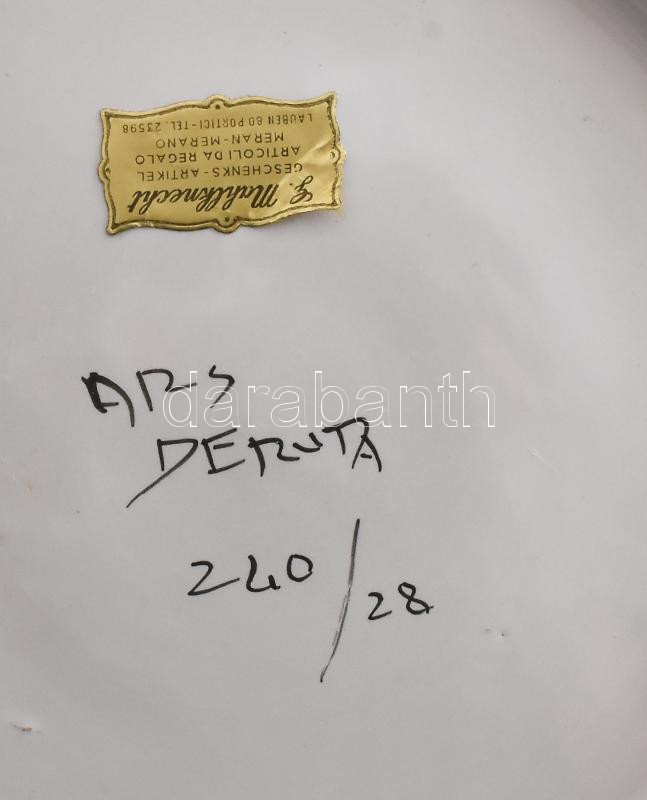 G. Mahlknecht
GESCHENKS - ARTIKEL
ARTICOLI DA REGALO
MERAN - MERANO
LAUBEN 80 PORTICI - TEL. 23598
ARS
darabanth
DERUTA
240/28